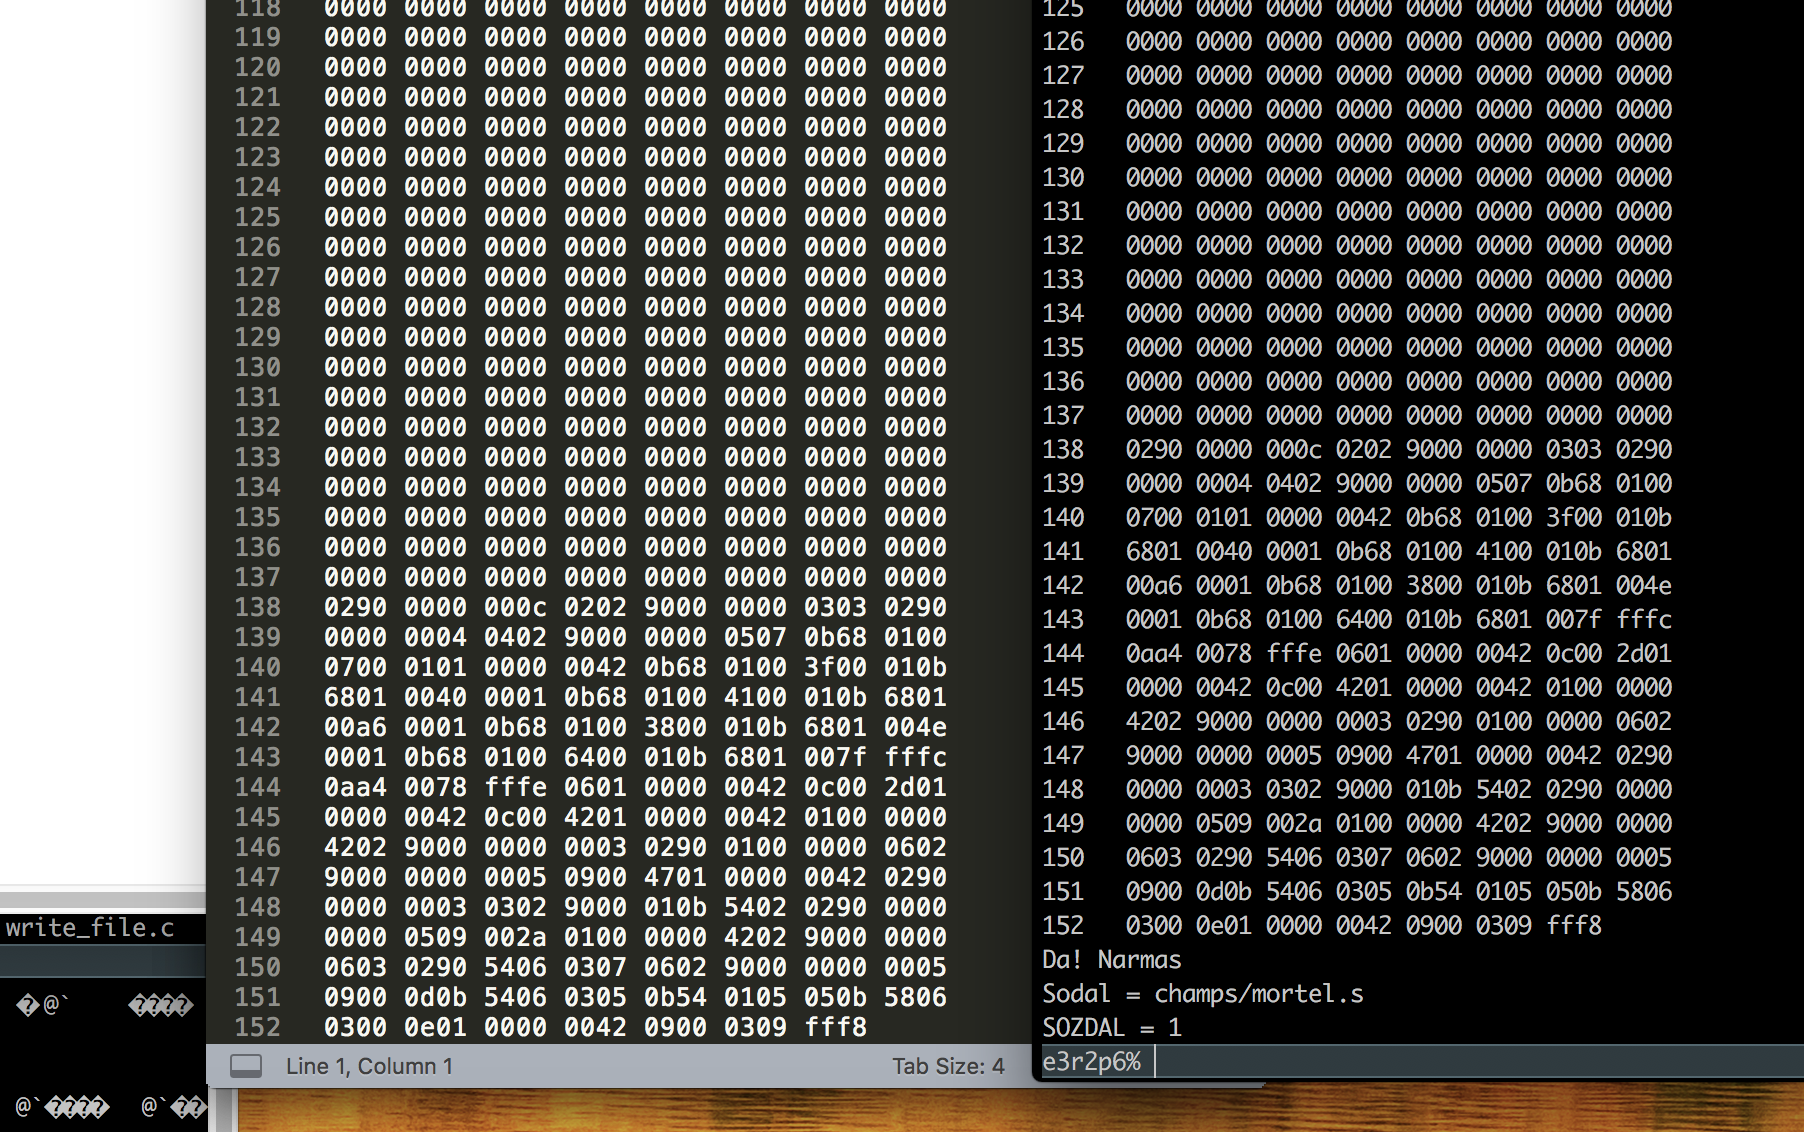 118 0000 0000 0000 0000 0000 0000 0000 0000
119 0000 0000 0000 0000 0000 0000 0000 0000
120 0000 0000 0000 0000 0000 0000 0000 0000
121 0000 0000 0000 0000 0000 0000 0000 0000
122 0000 0000 0000 0000 0000 0000 0000 0000
123 0000 0000 0000 0000 0000 0000 0000 0000
124 0000 0000 0000 0000 0000 0000 0000 0000
125 0000 0000 0000 0000 0000 0000 0000 0000
126 0000 0000 0000 0000 0000 0000 0000 0000
127 0000 0000 0000 0000 0000 0000 0000 0000
128 0000 0000 0000 0000 0000 0000 0000 0000
129 0000 0000 0000 0000 0000 0000 0000 0000
130 0000 0000 0000 0000 0000 0000 0000 0000
131 0000 0000 0000 0000 0000 0000 0000 0000
132 0000 0000 0000 0000 0000 0000 0000 0000
133 0000 0000 0000 0000 0000 0000 0000 0000
134 0000 0000 0000 0000 0000 0000 0000 0000
135 0000 0000 0000 0000 0000 0000 0000 0000
136 0000 0000 0000 0000 0000 0000 0000 0000
137 0000 0000 0000 0000 0000 0000 0000 0000
138 0290 0000 000c 0202 9000 0000 0303 0290
139 0000 0004 0402 9000 0000 0507 0b68 0100
140 0700 0101 0000 0042 0b68 0100 3f00 010b
141 6801 0040 0001 0b68 0100 4100 010b 6801
142 00a6 0001 0b68 0100 3800 010b 6801 004e
143 0001 0b68 0100 6400 010b 6801 007f fffc
144 0aa4 0078 fffe 0601 0000 0042 0c00 2d01
145 0000 0042 0c00 4201 0000 0042 0100 0000
146 4202 9000 0000 0003 0290 0100 0000 0602
147 9000 0000 0005 0900 4701 0000 0042 0290
148 0000 0003 0302 9000 010b 5402 0290 0000
149 0000 0509 002a 0100 0000 4202 9000 0000
150 0603 0290 5406 0307 0602 9000 0000 0005
151 0900 0d0b 5406 0305 0b54 0105 050b 5806
152 0300 0e01 0000 0042 0900 0309 fff8
Line 1, Column 1
Tab Size: 4
125 0000 0000 0000 0000 0000 0000 0000 0000
126 0000 0000 0000 0000 0000 0000 0000 0000
127 0000 0000 0000 0000 0000 0000 0000 0000
128 0000 0000 0000 0000 0000 0000 0000 0000
129 0000 0000 0000 0000 0000 0000 0000 0000
130 0000 0000 0000 0000 0000 0000 0000 0000
131 0000 0000 0000 0000 0000 0000 0000 0000
132 0000 0000 0000 0000 0000 0000 0000 0000
133 0000 0000 0000 0000 0000 0000 0000 0000
134 0000 0000 0000 0000 0000 0000 0000 0000
135 0000 0000 0000 0000 0000 0000 0000 0000
136 0000 0000 0000 0000 0000 0000 0000 0000
137 0000 0000 0000 0000 0000 0000 0000 0000
138 0290 0000 000c 0202 9000 0000 0303 0290
139 0000 0004 0402 9000 0000 0507 0b68 0100
140 0700 0101 0000 0042 0b68 0100 3f00 010b
141 6801 0040 0001 0b68 0100 4100 010b 6801
142 00a6 0001 0b68 0100 3800 010b 6801 004e
143 0001 0b68 0100 6400 010b 6801 007f fffc
144 0aa4 0078 fffe 0601 0000 0042 0c00 2d01
145 0000 0042 0c00 4201 0000 0042 0100 0000
146 4202 9000 0000 0003 0290 0100 0000 0602
147 9000 0000 0005 0900 4701 0000 0042 0290
148 0000 0003 0302 9000 010b 5402 0290 0000
149 0000 0509 002a 0100 0000 4202 9000 0000
150 0603 0290 5406 0307 0602 9000 0000 0005
151 0900 0d0b 5406 0305 0b54 0105 050b 5806
152 0300 0e01 0000 0042 0900 0309 fff8
Da! Narmas
Sodal = champs/mortel.s
SOZDAL = 1
e3r2p6%
write_file.c
�@` ����
@`���� @`��